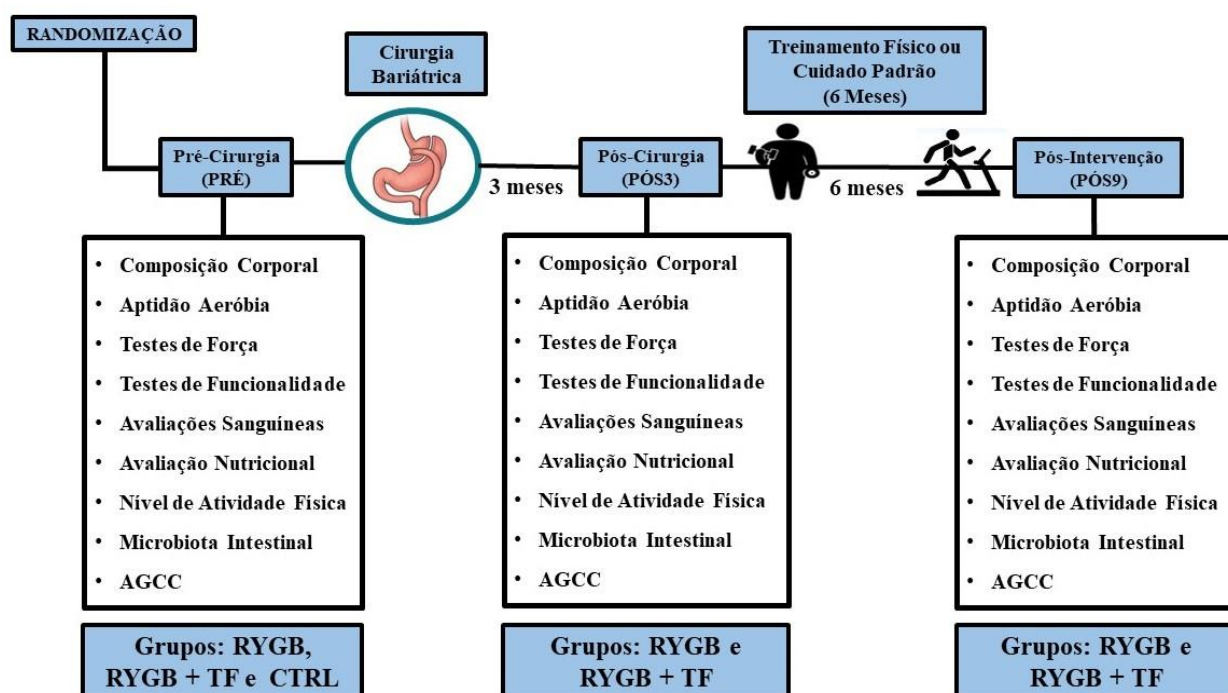 RANDOMIZAÇÃO
Cirurgia
Bariátrica
Treinamento Físico ou
Cuidado Padrão
(6 Meses)
Pré-Cirurgia
(PRÉ)
3 meses
Pós-Cirurgia
(PÓS3)
6 meses
Pós-Intervenção
(PÓS9)
• Composição Corporal
• Aptidão Aeróbia
• Testes de Força
• Testes de Funcionalidade
• Avaliações Sanguíneas
• Avaliação Nutricional
• Nível de Atividade Física
• Microbiota Intestinal
• AGCC
Grupos: RYGB,
RYGB + TF e CTRL
• Composição Corporal
• Aptidão Aeróbia
• Testes de Força
• Testes de Funcionalidade
• Avaliações Sanguíneas
• Avaliação Nutricional
• Nível de Atividade Física
• Microbiota Intestinal
• AGCC
Grupos: RYGB e
RYGB + TF
• Composição Corporal
• Aptidão Aeróbia
• Testes de Força
• Testes de Funcionalidade
• Avaliações Sanguíneas
• Avaliação Nutricional
• Nível de Atividade Física
• Microbiota Intestinal
• AGCC
Grupos: RYGB e
RYGB + TF